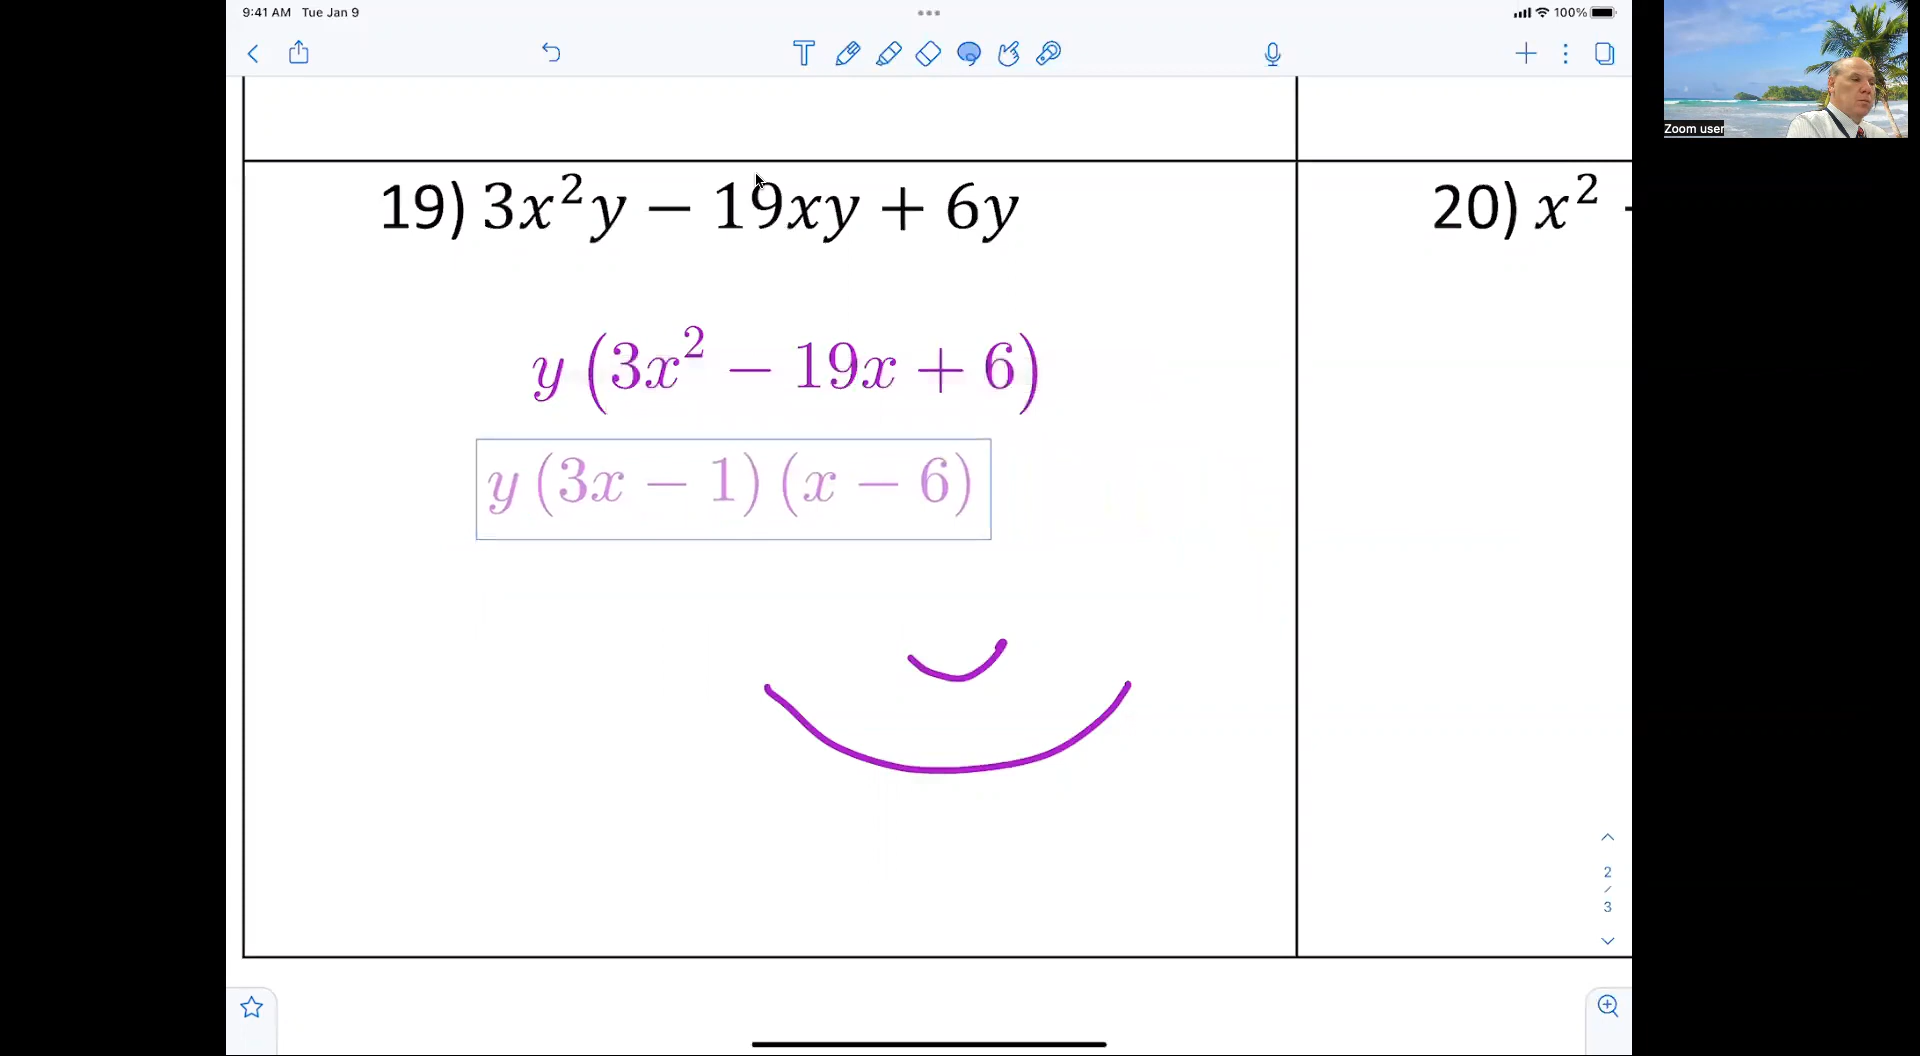 9:41 AM Tue Jan 9 100%
Zoom user
19) 3x²y − 19xy + 6y
20) x² -
y(3x² − 19x + 6)
y(3x − 1)(x − 6)
2
/
3